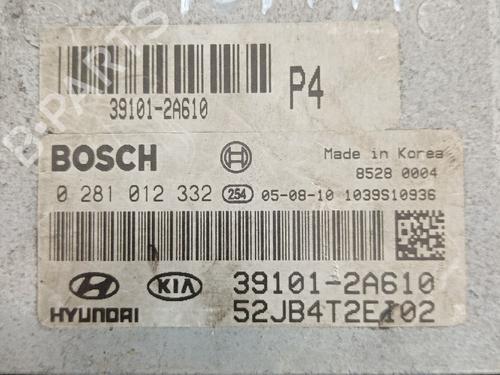 39101-2A610
P4
BOSCH
Made in Korea
8528 0004
0 281 012 332 254 05-08-10 1039S10936
HYUNDAI
KIA
39101-2A610
52JB4T2EI02
B-PARTS